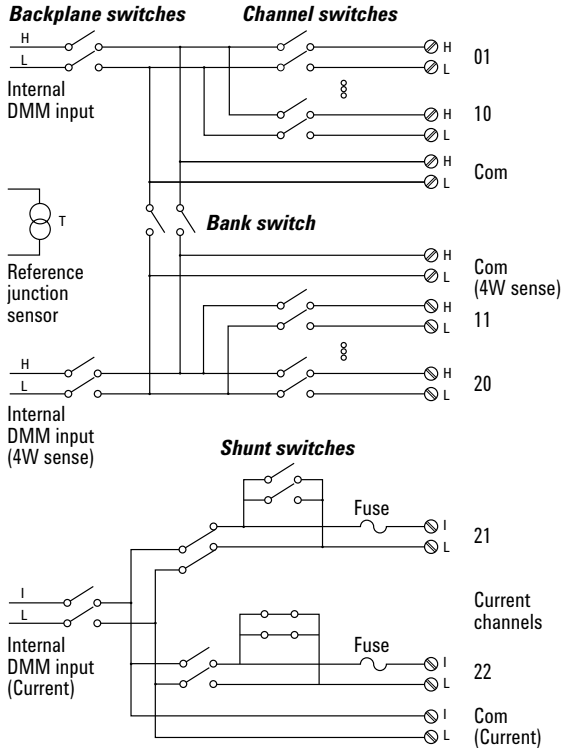 Backplane switches
Channel switches
H
L
Internal
DMM input
H
L
01
H
L
10
H
L
Com
T
Reference
junction
sensor
Bank switch
H
L
Com
(4W sense)
H
L
11
H
L
Internal
DMM input
(4W sense)
H
L
20
Shunt switches
Fuse
I
L
21
I
L
Internal
DMM input
(Current)
Current
channels
Fuse
I
L
22
I
L
Com
(Current)